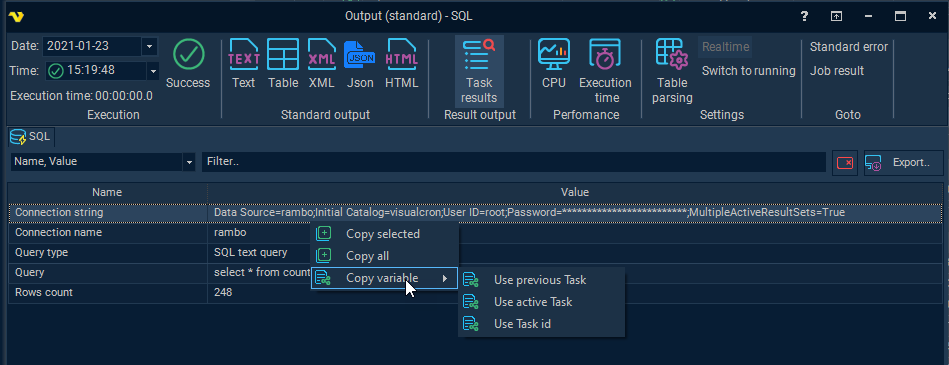 Output (standard) - SQL
?
Date: 2021-01-23
Time: 15:19:48
Execution time: 00:00:00.0
Success
Execution
TEXT
Text
Table
XML
XML
JSON
Json
HTML
HTML
Standard output
Task results
Result output
CPU
Execution time
Perfomance
Table parsing
Realtime
Switch to running
Settings
Standard error
Job result
Goto
SQL
Name, Value
Filter..
Export..
Name Value
Connection string Data Source=rambo;Initial Catalog=visualcron;User ID=root;Password=*************************;MultipleActiveResultSets=True
Connection name rambo
Query type SQL text query
Query select * from count
Rows count 248
Copy selected
Copy all
Copy variable
Use previous Task
Use active Task
Use Task id